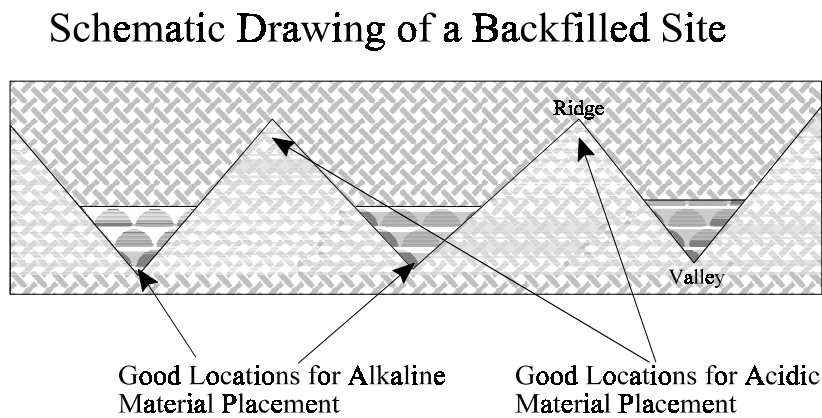 Schematic Drawing of a Backfilled Site
Ridge
Valley
Good Locations for Alkaline
Material Placement
Good Locations for Acidic
Material Placement